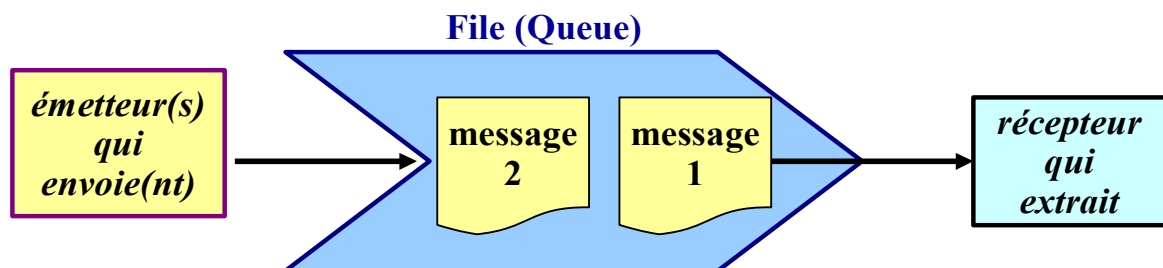 File (Queue)
émetteur(s)
qui
envoie(nt)
message
2
message
1
récepteur
qui
extrait